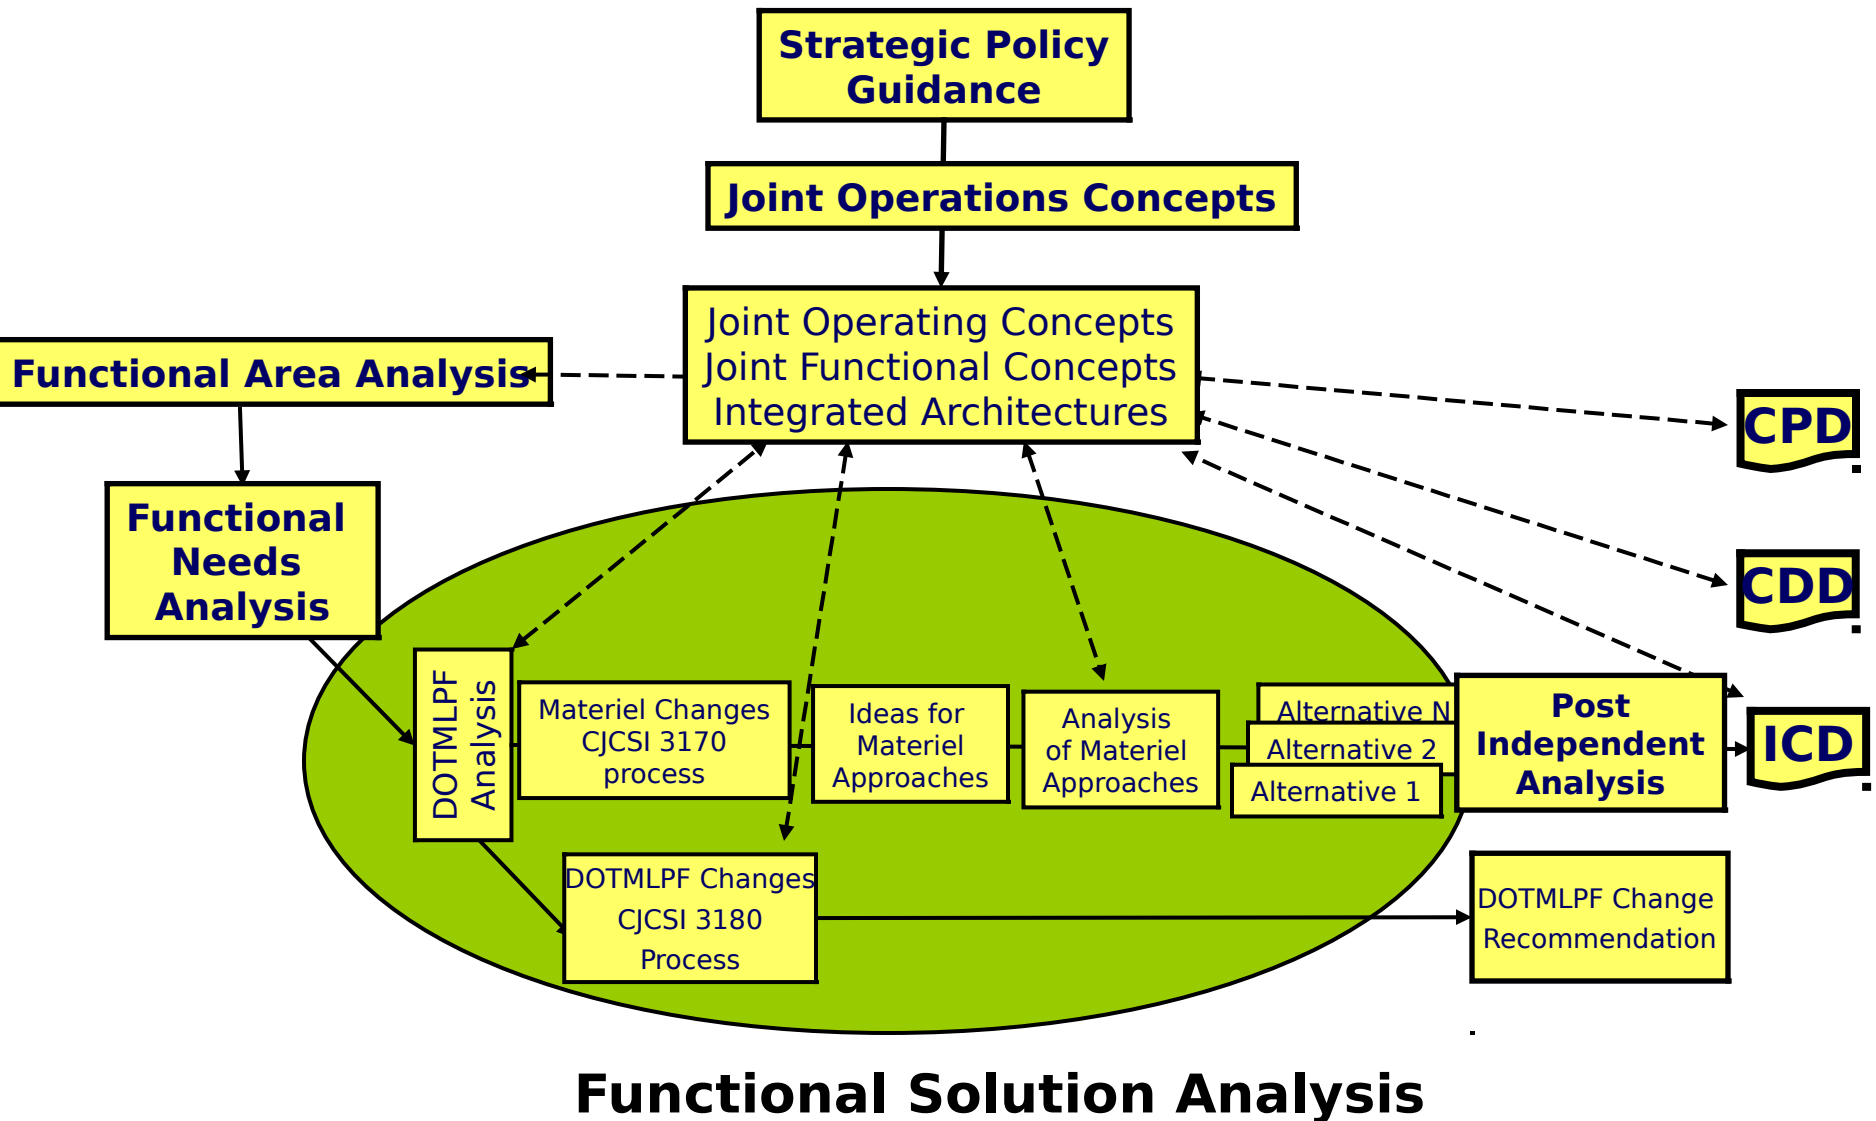 Strategic Policy
Guidance
Joint Operations Concepts
Joint Operating Concepts
Joint Functional Concepts
Integrated Architectures
Functional Area Analysis
CPD
Functional
Needs
Analysis
CDD
DOTMLPF
Analysis
Materiel Changes
CJCSI 3170
process
Ideas for
Materiel
Approaches
Analysis
of Materiel
Approaches
Alternative N
Alternative 2
Alternative 1
Post
Independent
Analysis
ICD
DOTMLPF Changes
CJCSI 3180
Process
DOTMLPF Change
Recommendation
Functional Solution Analysis